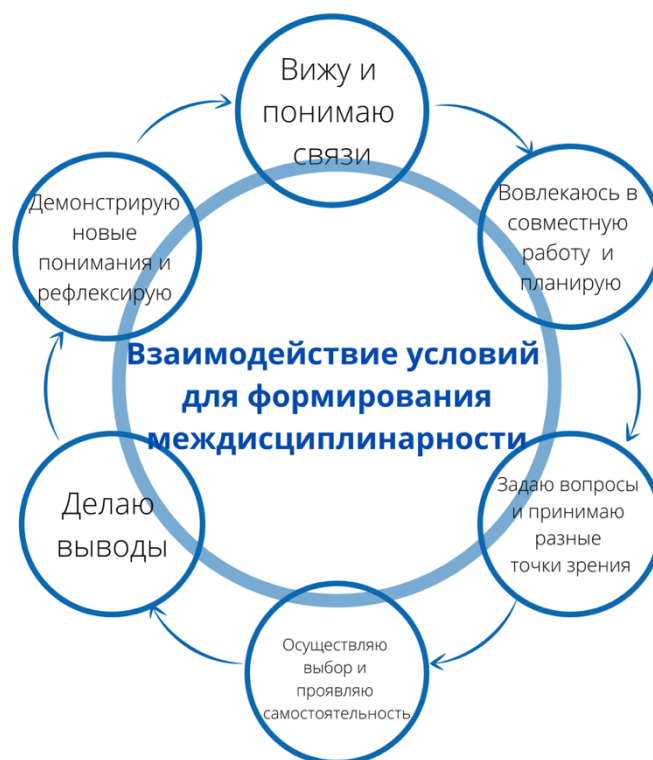 Вижу и
понимаю
связи
Вовлекаюсь в
совместную
работу и
планирую
Задаю вопросы
и принимаю
разные
точки зрения
Осуществляю
выбор и
проявляю
самостоятельность
Делаю
выводы
Демонстрирую
новые
понимания и
рефлексирую
Взаимодействие условий
для формирования
междисциплинарности